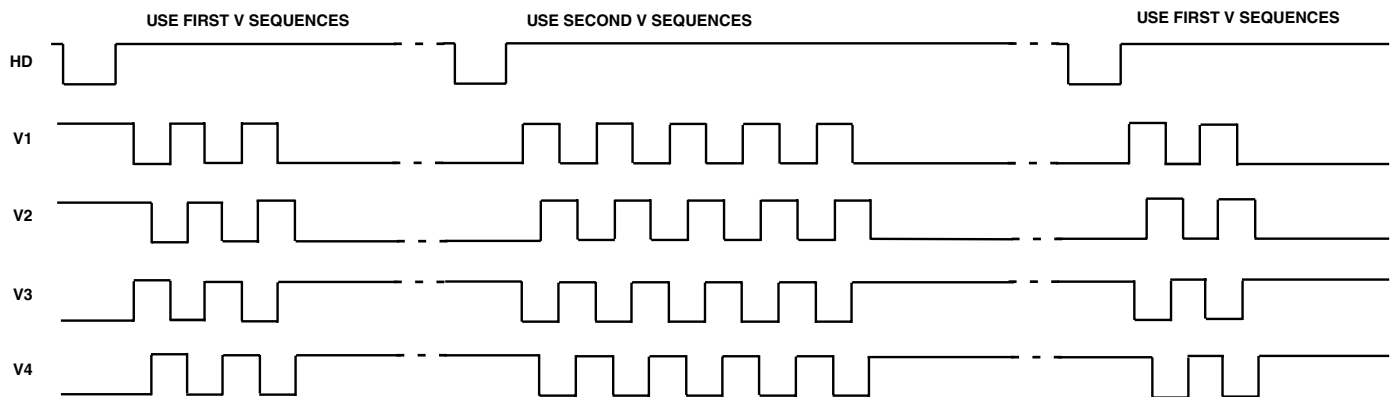 USE FIRST V SEQUENCES
USE SECOND V SEQUENCES
USE FIRST V SEQUENCES
HD
V1
V2
V3
V4